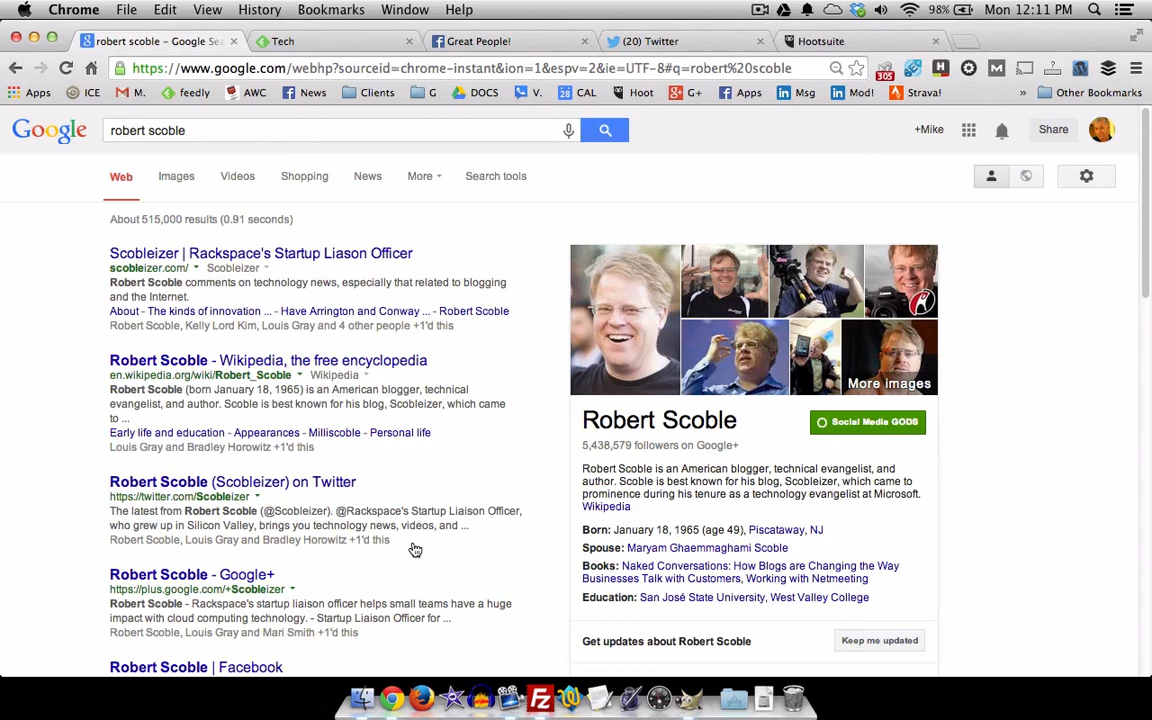 Chrome File Edit View History Bookmarks Window Help 98% Mon 12:11 PM
robert scoble - Google Sea
Tech
Great People!
(20) Twitter
Hootsuite
https://www.google.com/webhp?sourceid=chrome-instant&ion=1&espv=2&ie=UTF-8#q=robert%20scoble
305
Apps ICE M. feedly AWC News Clients G DOCS V. CAL Hoot G+ Apps Msg Mod! Strava! » Other Bookmarks
Google
robert scoble
+Mike
Share
Web Images Videos Shopping News More Search tools
About 515,000 results (0.91 seconds)
Scobleizer | Rackspace's Startup Liason Officer
scobleizer.com/ Scobleizer
Robert Scoble comments on technology news, especially that related to blogging
and the Internet.
About - The kinds of innovation ... - Have Arrington and Conway ... - Robert Scoble
Robert Scoble, Kelly Lord Kim, Louis Gray and 4 other people +1'd this
Robert Scoble - Wikipedia, the free encyclopedia
en.wikipedia.org/wiki/Robert_Scoble Wikipedia
Robert Scoble (born January 18, 1965) is an American blogger, technical
evangelist, and author. Scoble is best known for his blog, Scobleizer, which came
to ...
Early life and education - Appearances - Milliscoble - Personal life
Louis Gray and Bradley Horowitz +1'd this
Robert Scoble (Scobleizer) on Twitter
https://twitter.com/Scobleizer
The latest from Robert Scoble (@Scobleizer). @Rackspace's Startup Liaison Officer,
who grew up in Silicon Valley, brings you technology news, videos, and ...
Robert Scoble, Louis Gray and Bradley Horowitz +1'd this
Robert Scoble - Google+
https://plus.google.com/+Scobleizer
Robert Scoble - Rackspace's startup liaison officer helps small teams have a huge
impact with cloud computing technology. - Startup Liaison Officer for ...
Robert Scoble, Louis Gray and Mari Smith +1'd this
Robert Scoble | Facebook
More images
Robert Scoble
Social Media GODS
5,438,579 followers on Google+
Robert Scoble is an American blogger, technical evangelist, and
author. Scoble is best known for his blog, Scobleizer, which came to
prominence during his tenure as a technology evangelist at Microsoft.
Wikipedia
Born: January 18, 1965 (age 49), Piscataway, NJ
Spouse: Maryam Ghaemmaghami Scoble
Books: Naked Conversations: How Blogs are Changing the Way
Businesses Talk with Customers, Working with Netmeeting
Education: San José State University, West Valley College
Get updates about Robert Scoble
Keep me updated